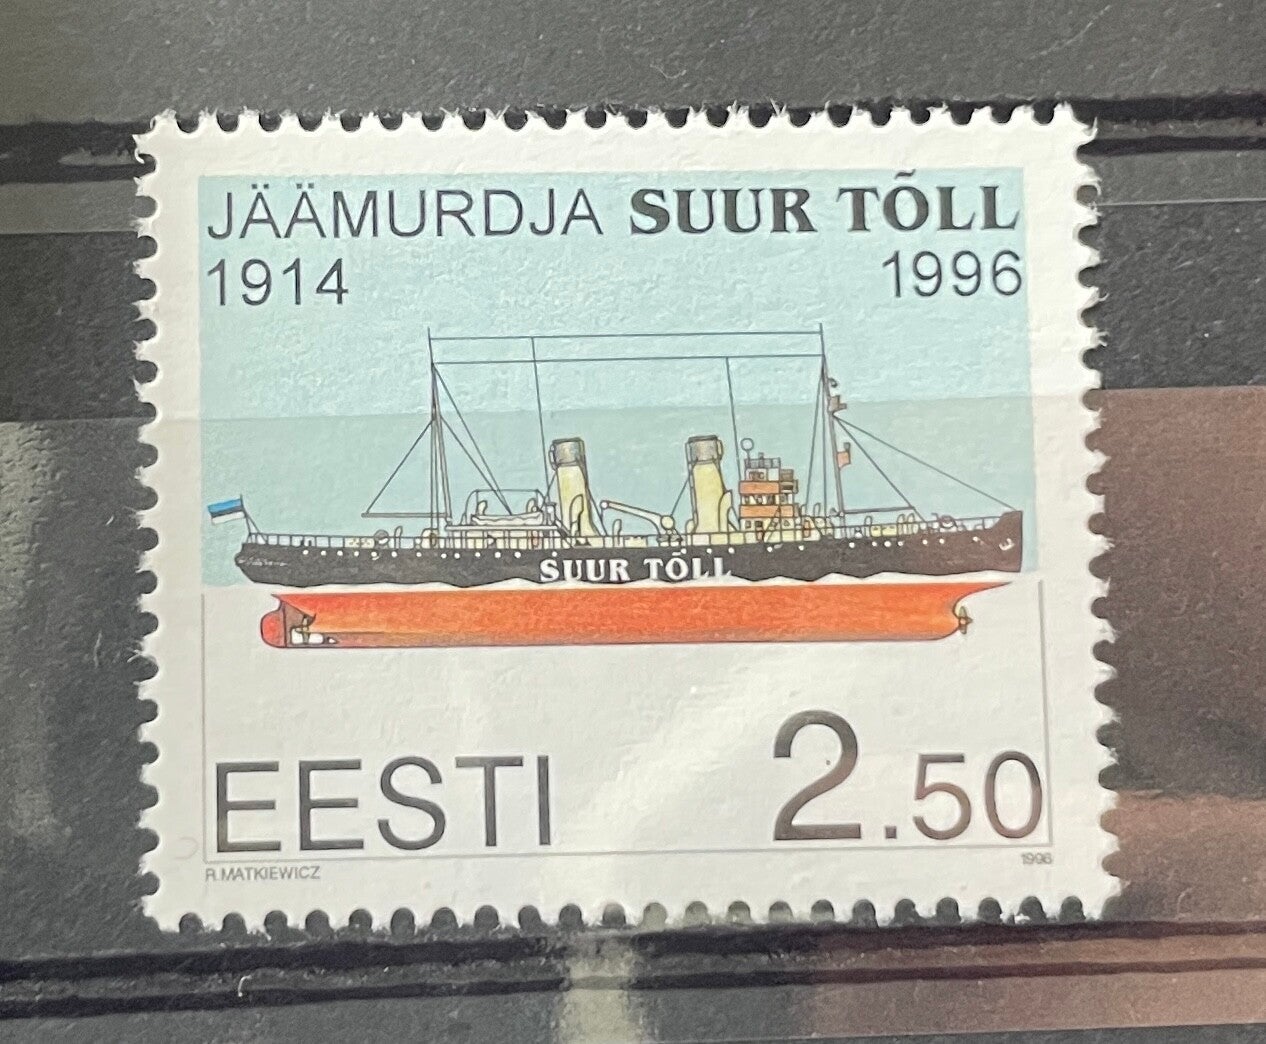 JÄÄMURDJA SUUR TÕLL
1914 1996
SUUR TÕLL
EESTI 2.50
R.MATKIEWICZ 1996